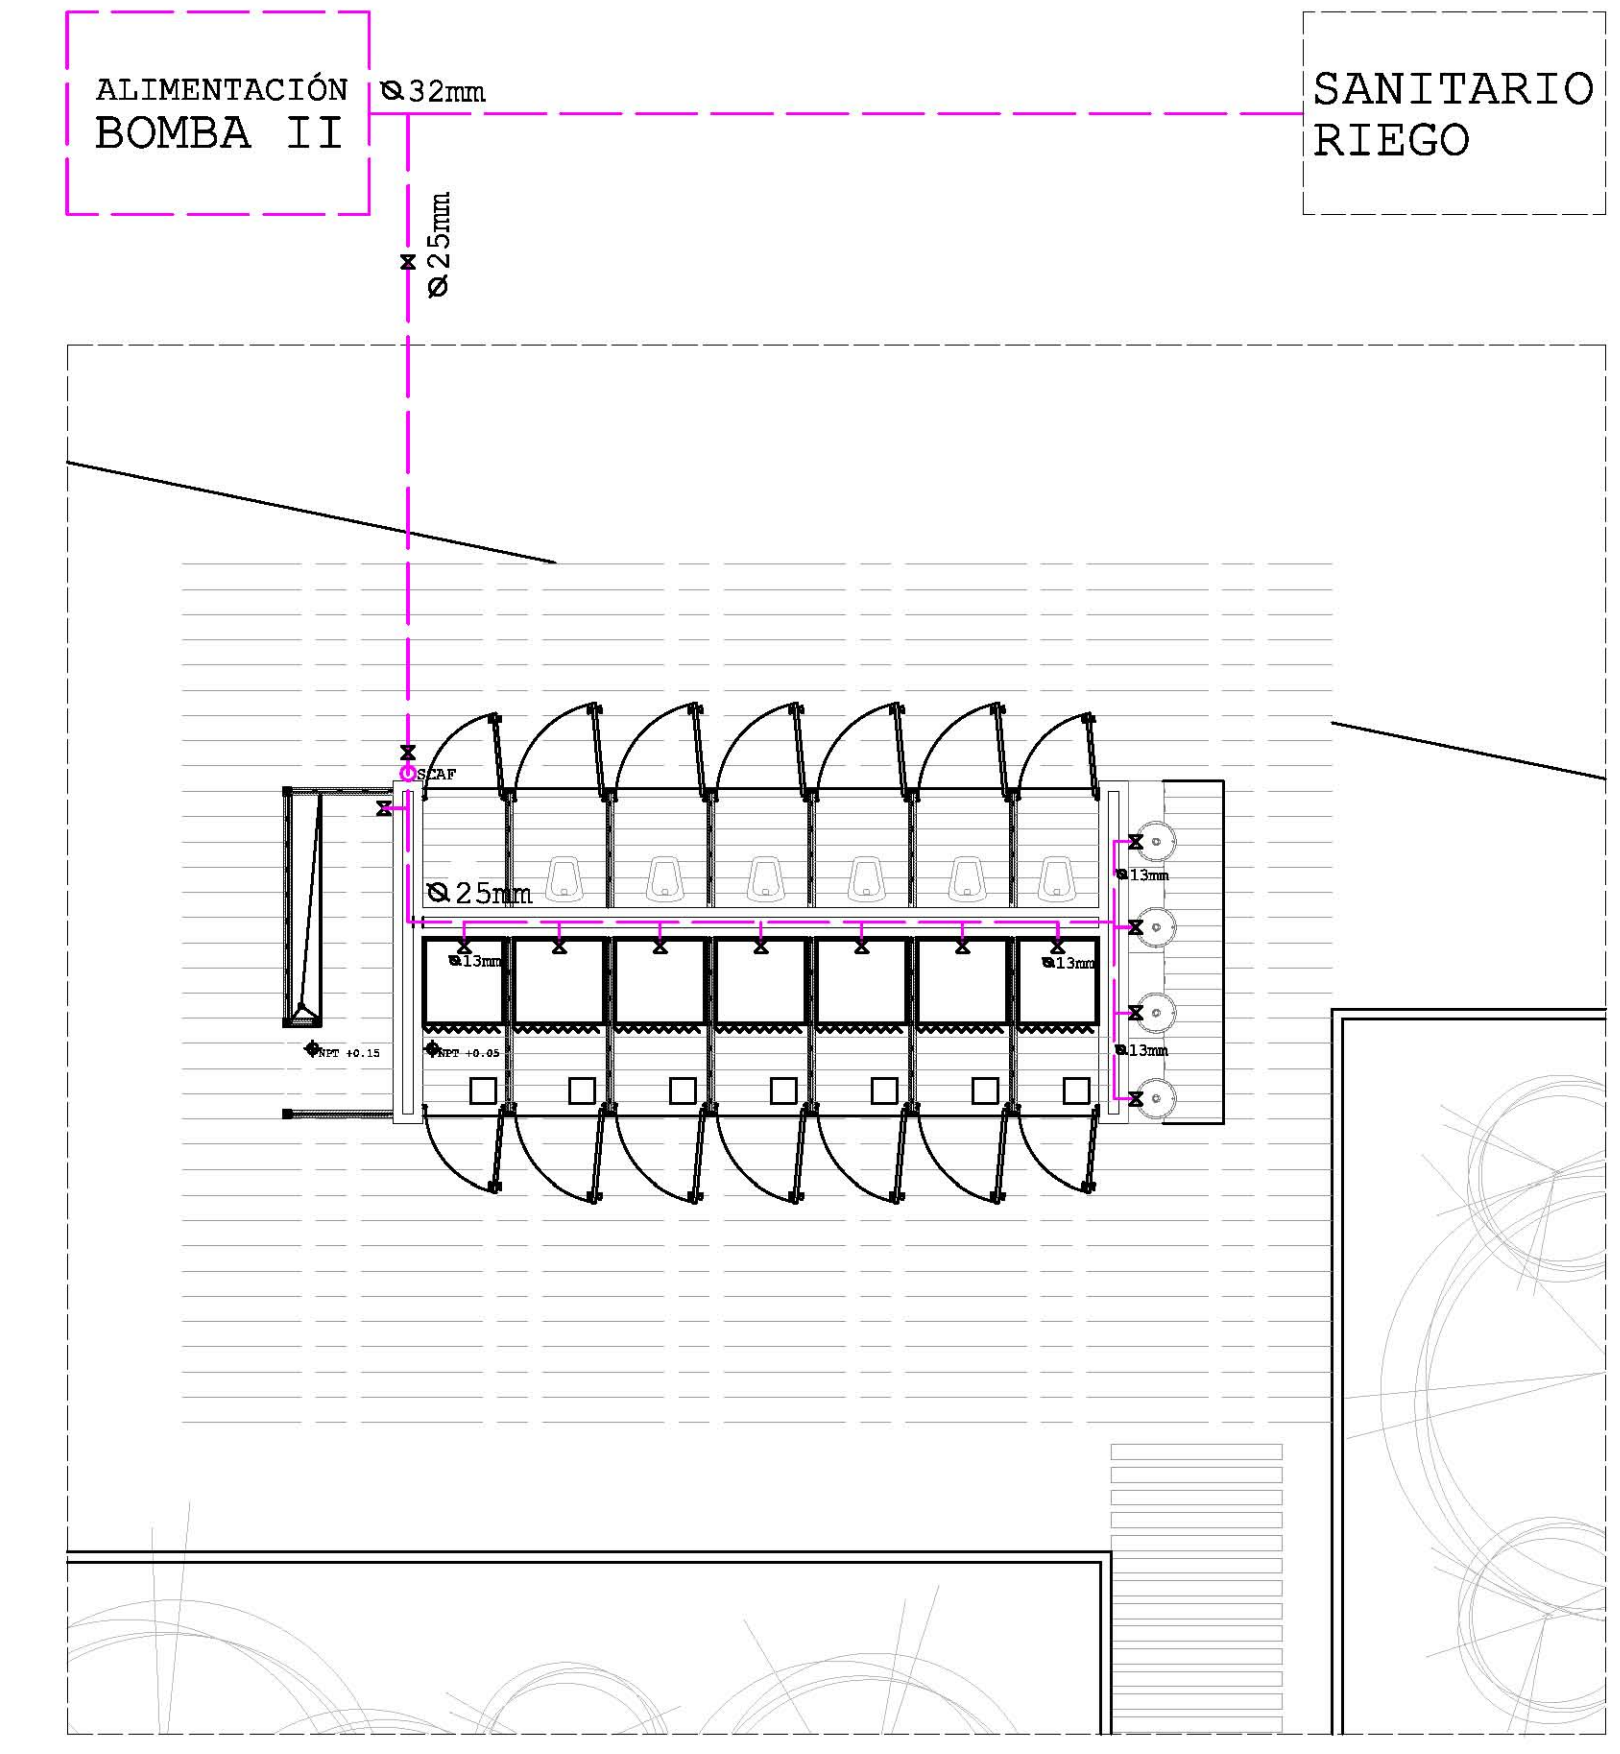 ALIMENTACIÓN
BOMBA II
Ø32mm
SANITARIO
RIEGO
Ø25mm
SCAF
Ø13mm
Ø25mm
Ø13mm
Ø13mm
NPT +0.15
NPT +0.05
Ø13mm